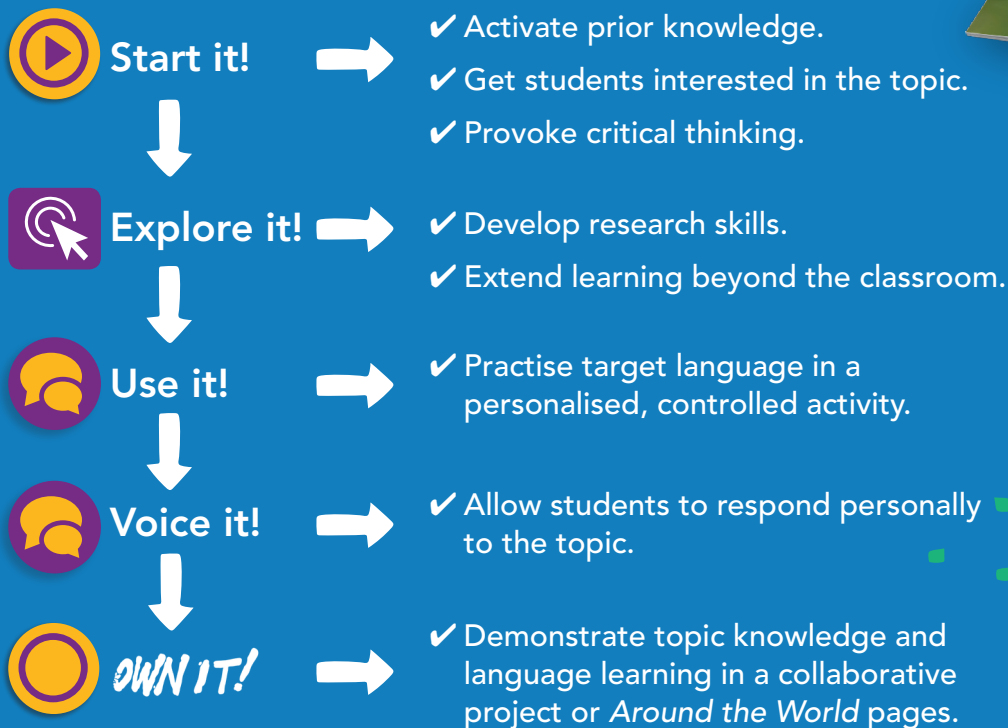 Start it!
✔ Activate prior knowledge.
✔ Get students interested in the topic.
✔ Provoke critical thinking.
Explore it!
✔ Develop research skills.
✔ Extend learning beyond the classroom.
Use it!
✔ Practise target language in a
personalised, controlled activity.
Voice it!
✔ Allow students to respond personally
to the topic.
OWN IT!
✔ Demonstrate topic knowledge and
language learning in a collaborative
project or Around the World pages.